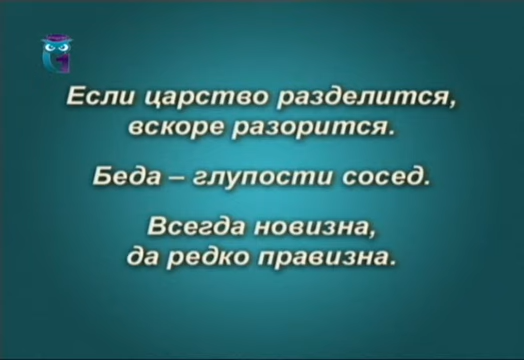 Если царство разделится,
вскоре разорится.
Беда – глупости сосед.
Всегда новизна,
да редко правизна.